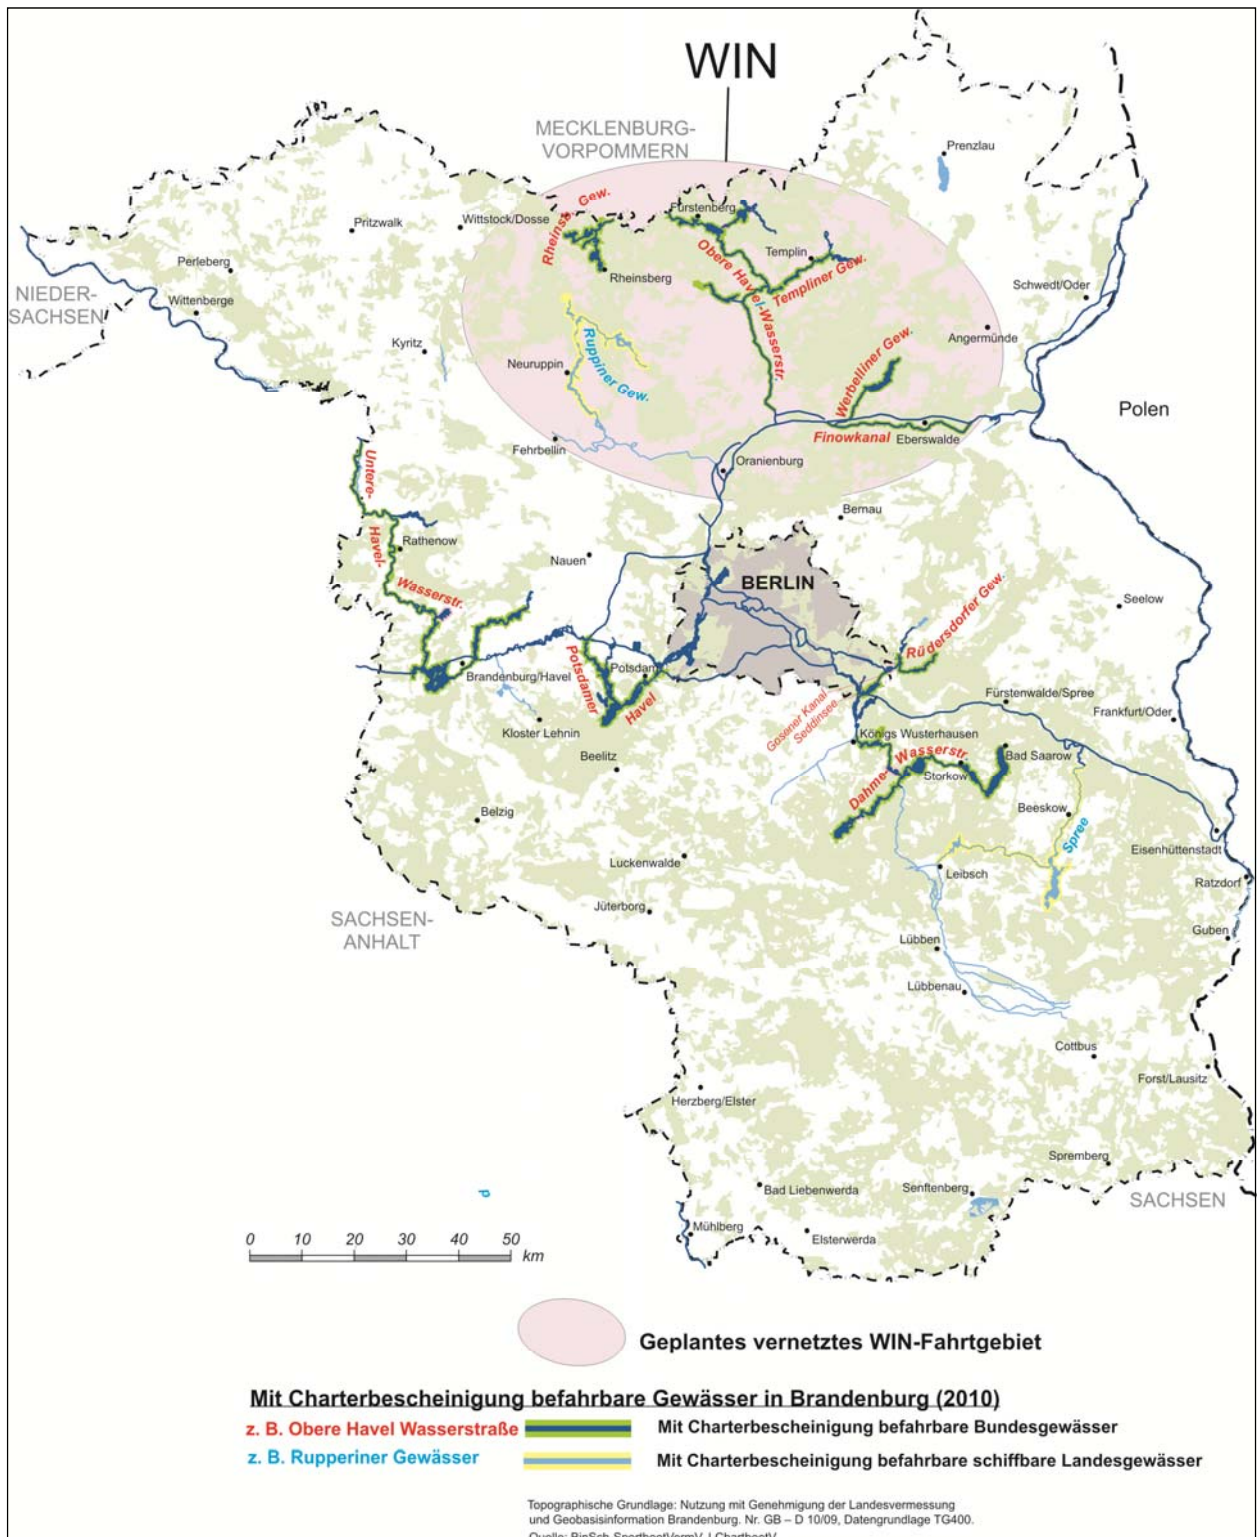 WIN
MECKLENBURG-
VORPOMMERN
Prenzlau
Rheinsb. Gew.
Fürstenberg
Pritzwalk
Wittstock/Dosse
Obere Havel-Wasserstr.
Templin
Templiner Gew.
Perleberg
Rheinsberg
NIEDER-
SACHSEN
Wittenberge
Schwedt/Oder
Kyritz
Ruppiner Gew.
Neuruppin
Werbelliner Gew.
Angermünde
Polen
Finowkanal
Eberswalde
Fehrbellin
Oranienburg
Untere-
Havel-
Wasserstr.
Bernau
Rathenow
Nauen
BERLIN
Seelow
Rüdersdorfer Gew.
Potsdamer
Havel
Potsdam
Brandenburg/Havel
Fürstenwalde/Spree
Frankfurt/Oder
Gosener Kanal
Seddinsee
Kloster Lehnin
Königs Wusterhausen
Beelitz
Dahme-
Wasserstr.
Bad Saarow
Storkow
Beeskow
Belzig
Spree
Eisenhüttenstadt
Luckenwalde
Leibsch
Ratzdorf
Jüterborg
SACHSEN-
ANHALT
Guben
Lübben
Lübbenau
Cottbus
Forst/Lausitz
Herzberg/Elster
Spremberg
Bad Liebenwerda
Senftenberg
SACHSEN
p
Mühlberg
Elsterwerda
0 10 20 30 40 50
km
Geplantes vernetztes WIN-Fahrtgebiet
Mit Charterbescheinigung befahrbare Gewässer in Brandenburg (2010)
z. B. Obere Havel Wasserstraße Mit Charterbescheinigung befahrbare Bundesgewässer
z. B. Rupperiner Gewässer Mit Charterbescheinigung befahrbare schiffbare Landesgewässer
Topographische Grundlage: Nutzung mit Genehmigung der Landesvermessung
und Geobasisinformation Brandenburg. Nr. GB – D 10/09, Datengrundlage TG400.
Quelle: BinSch-SportbootVermV